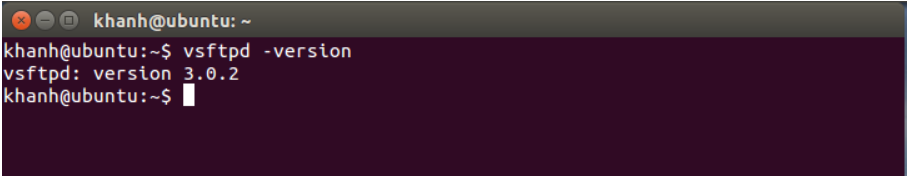 khanh@ubuntu: ~
khanh@ubuntu:~$ vsftpd -version
vsftpd: version 3.0.2
khanh@ubuntu:~$